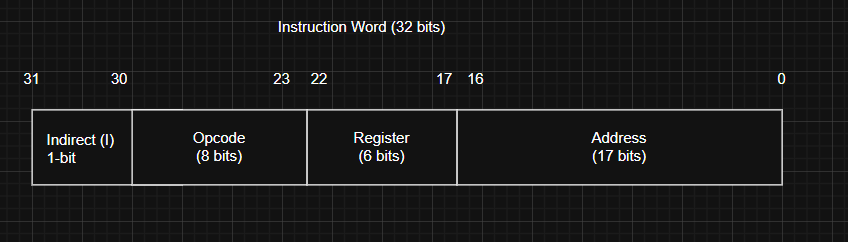 Instruction Word (32 bits)
31 30 23 22 17 16 0
Indirect (I)
1-bit
Opcode
(8 bits)
Register
(6 bits)
Address
(17 bits)